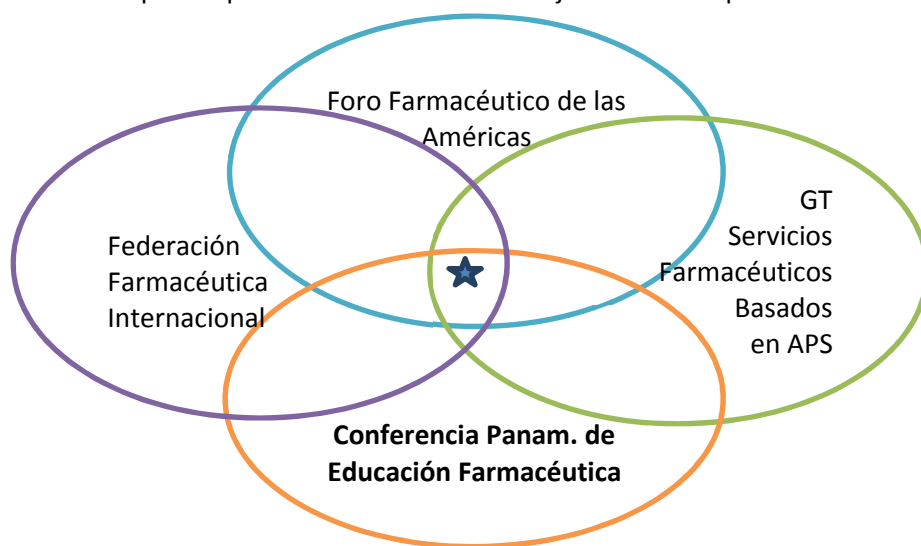 Foro Farmacéutico de las
Américas
GT
Servicios
Farmacéuticos
Basados
en APS
Federación
Farmacéutica
Internacional
Conferencia Panam. de
Educación Farmacéutica